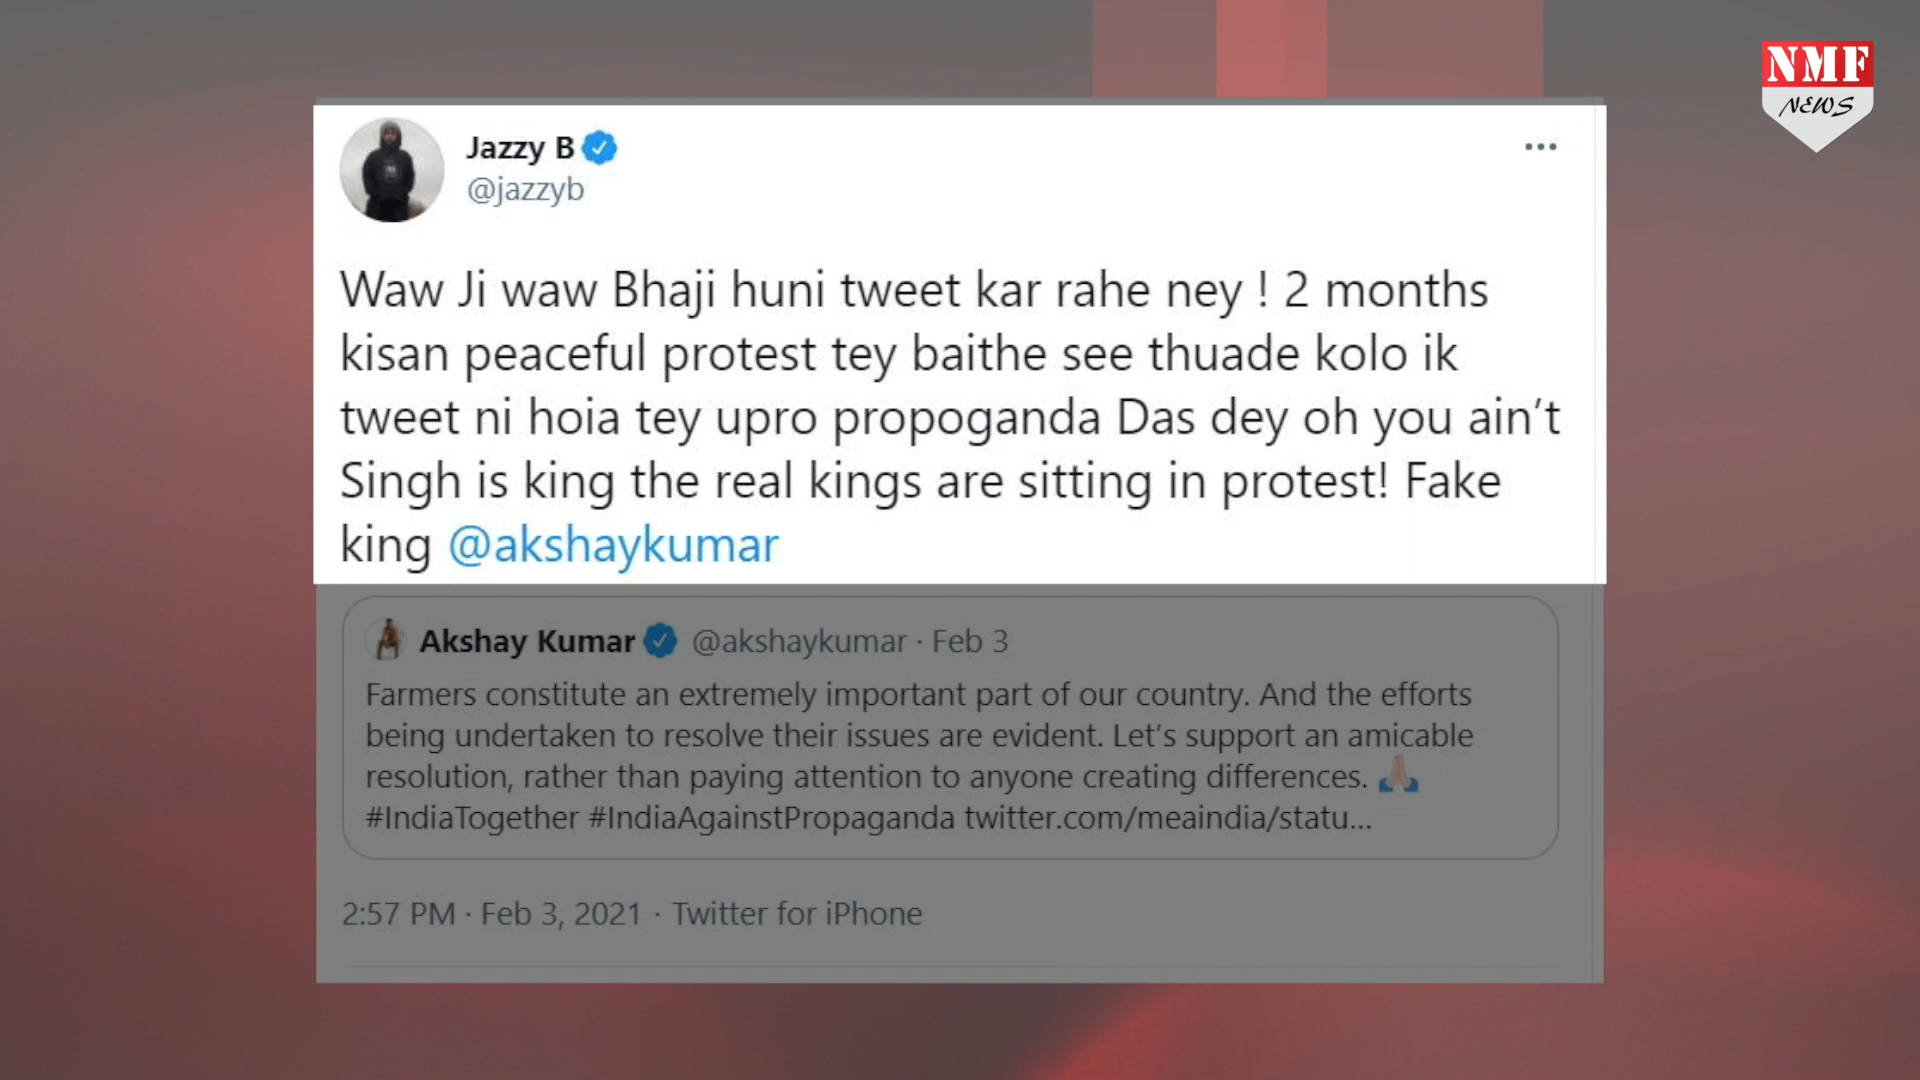 NMF
NEWS
Jazzy B
@jazzyb
Waw Ji waw Bhaji huni tweet kar rahe ney ! 2 months
kisan peaceful protest tey baithe see thuade kolo ik
tweet ni hoia tey upro propoganda Das dey oh you ain’t
Singh is king the real kings are sitting in protest! Fake
king @akshaykumar
Akshay Kumar @akshaykumar · Feb 3
Farmers constitute an extremely important part of our country. And the efforts
being undertaken to resolve their issues are evident. Let’s support an amicable
resolution, rather than paying attention to anyone creating differences. 🙏🏻
#IndiaTogether #IndiaAgainstPropaganda twitter.com/meaindia/statu...
2:57 PM · Feb 3, 2021 · Twitter for iPhone